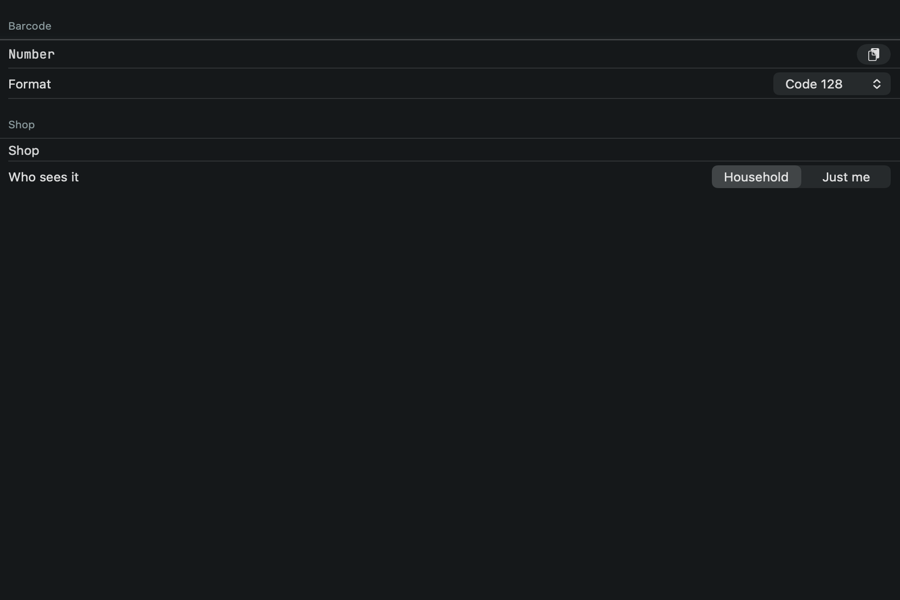 Barcode
Number
Format Code 128
Shop
Shop
Who sees it Household Just me